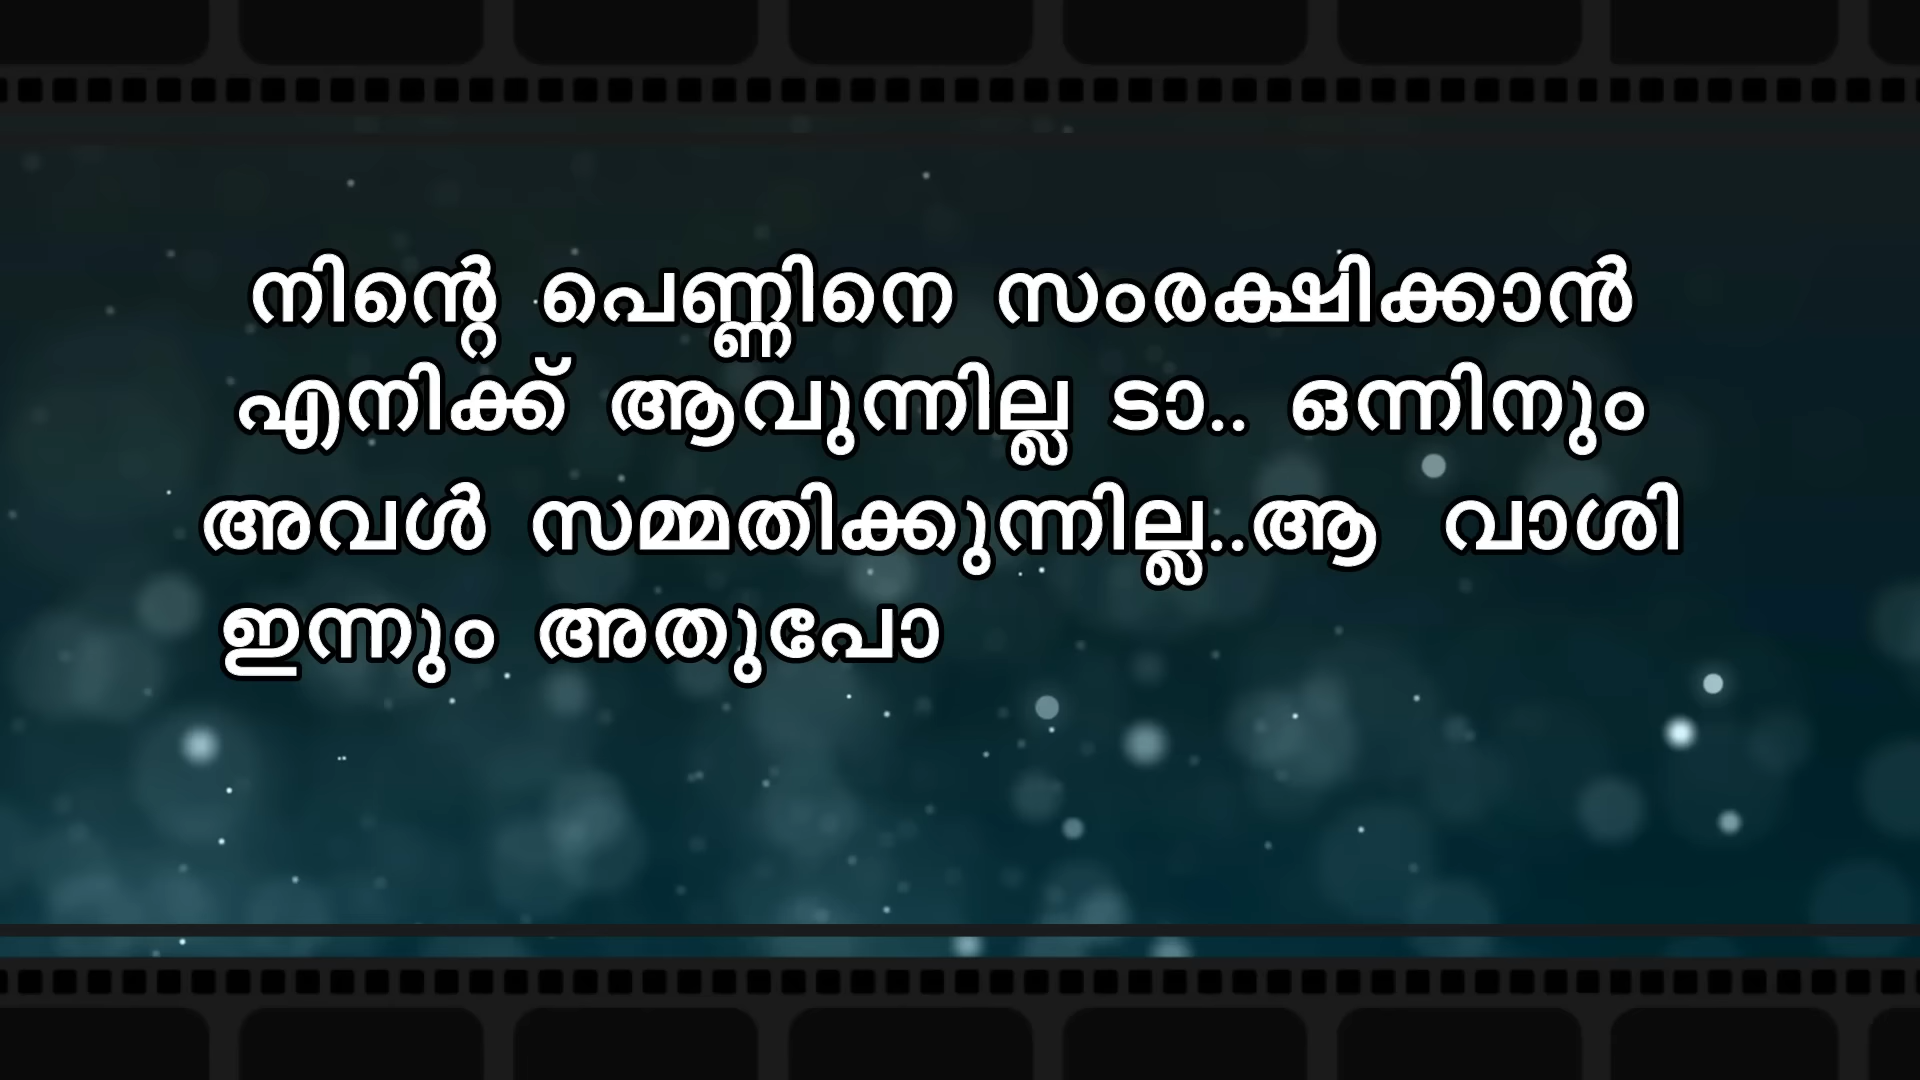 നിന്റെ പെണ്ണിനെ സംരക്ഷിക്കാൻ
എനിക്ക് ആവുന്നില്ല ടാ.. ഒന്നിനും
അവൾ സമ്മതിക്കുന്നില്ല..ആ വാശി
ഇന്നും അതുപോ